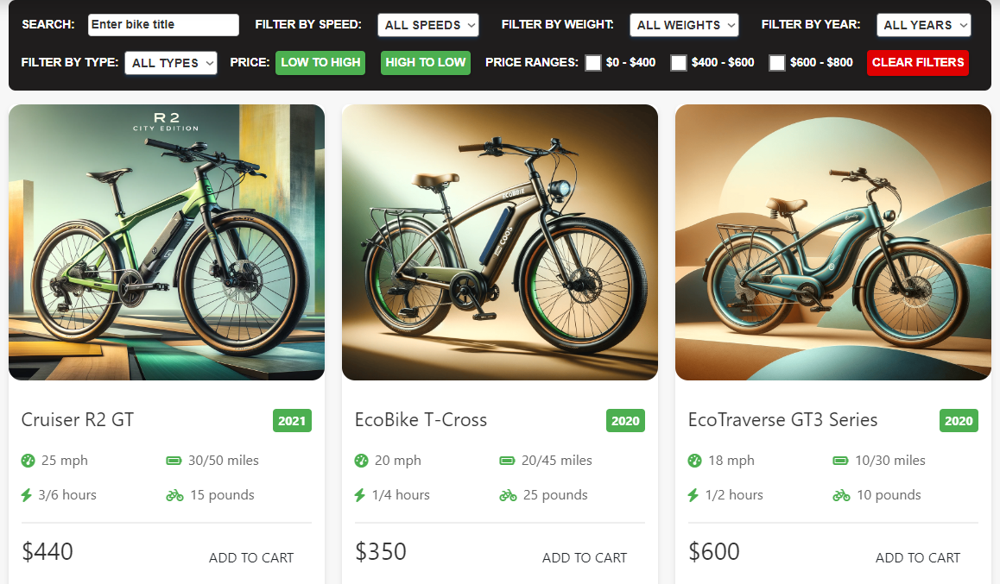 SEARCH: Enter bike title FILTER BY SPEED: ALL SPEEDS FILTER BY WEIGHT: ALL WEIGHTS FILTER BY YEAR: ALL YEARS
FILTER BY TYPE: ALL TYPES PRICE: LOW TO HIGH HIGH TO LOW PRICE RANGES: $0 - $400 $400 - $600 $600 - $800 CLEAR FILTERS
R2
CITY EDITION
ECOBBIE
COOS
Cruiser R2 GT 2021
25 mph 30/50 miles
3/6 hours 15 pounds
$440 ADD TO CART
EcoBike T-Cross 2020
20 mph 20/45 miles
1/4 hours 25 pounds
$350 ADD TO CART
EcoTraverse GT3 Series 2020
18 mph 10/30 miles
1/2 hours 10 pounds
$600 ADD TO CART